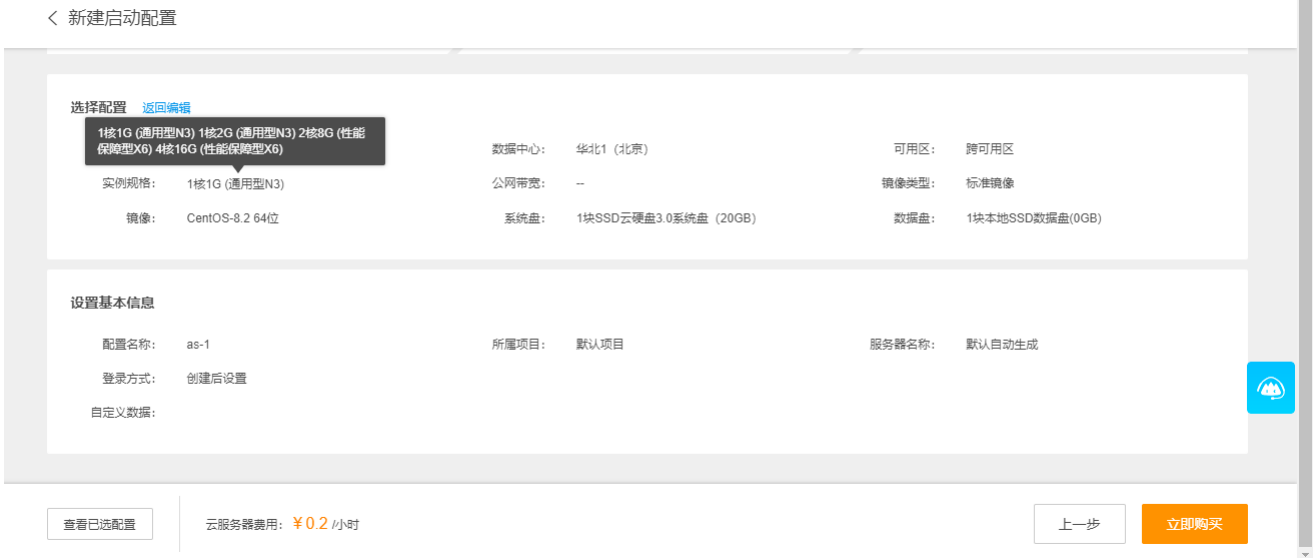 新建启动配置
选择配置 返回编辑
1核1G (通用型N3) 1核2G (通用型N3) 2核8G (性能
保障型X6) 4核16G (性能保障型X6)
数据中心: 华北1（北京） 可用区: 跨可用区
实例规格: 1核1G (通用型N3) 公网带宽: -- 镜像类型: 标准镜像
镜像: CentOS-8.2 64位 系统盘: 1块SSD云硬盘3.0系统盘（20GB） 数据盘: 1块本地SSD数据盘(0GB)
设置基本信息
配置名称: as-1 所属项目: 默认项目 服务器名称: 默认自动生成
登录方式: 创建后设置
自定义数据:
查看已选配置 云服务器费用: ¥0.2 /小时 上一步 立即购买